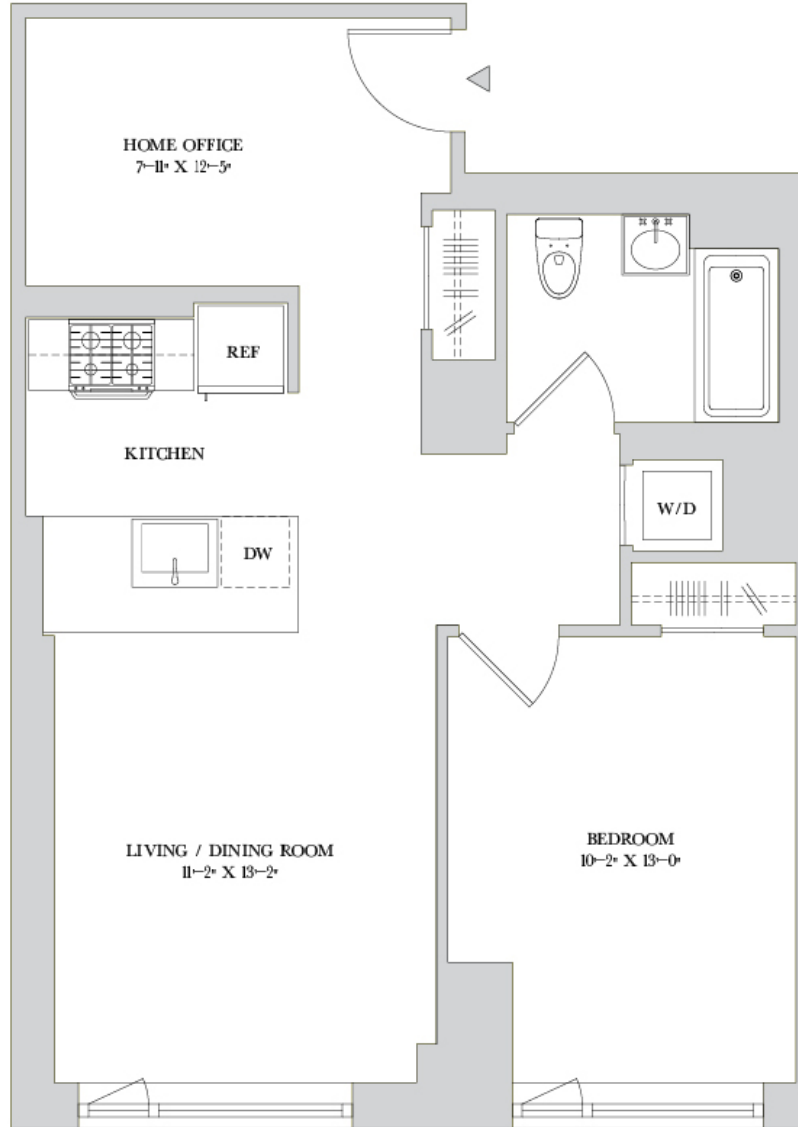 HOME OFFICE
7'-11" X 12'-5"
REF
KITCHEN
W/D
DW
LIVING / DINING ROOM
11'-2" X 13'-2"
BEDROOM
10'-2" X 13'-0"